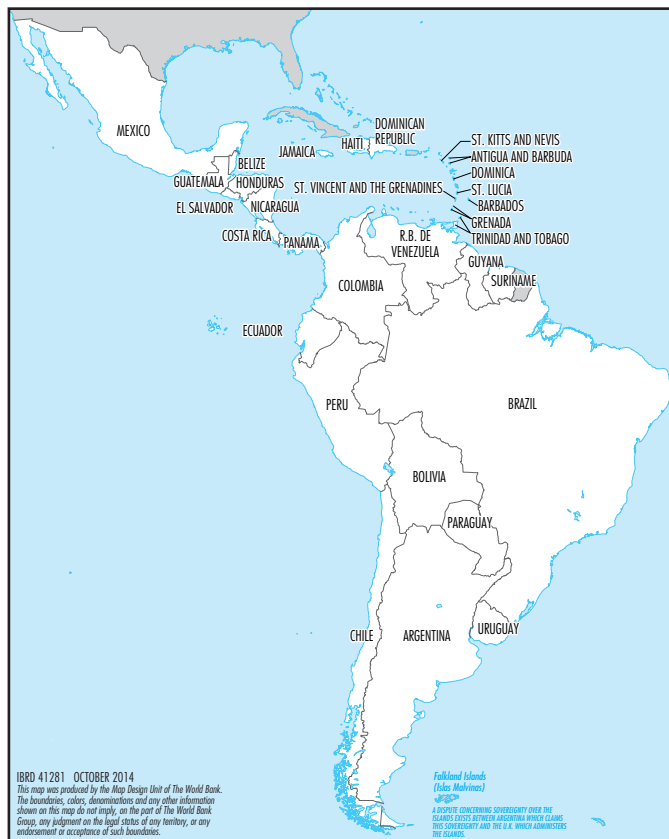 MEXICO
DOMINICAN
REPUBLIC
HAITI
JAMAICA
ST. KITTS AND NEVIS
ANTIGUA AND BARBUDA
BELIZE
DOMINICA
GUATEMALA
HONDURAS
ST. VINCENT AND THE GRENADINES
ST. LUCIA
EL SALVADOR
NICARAGUA
BARBADOS
GRENADA
COSTA RICA
PANAMA
R.B. DE
VENEZUELA
TRINIDAD AND TOBAGO
GUYANA
COLOMBIA
SURINAME
ECUADOR
PERU
BRAZIL
BOLIVIA
PARAGUAY
CHILE
ARGENTINA
URUGUAY
IBRD 41281 OCTOBER 2014
This map was produced by the Map Design Unit of The World Bank.
The boundaries, colors, denominations and any other information
shown on this map do not imply, on the part of The World Bank
Group, any judgment on the legal status of any territory, or any
endorsement or acceptance of such boundaries.
Falkland Islands
(Islas Malvinas)
A DISPUTE CONCERNING SOVEREIGNTY OVER THE
ISLANDS EXISTS BETWEEN ARGENTINA WHICH CLAIMS
THIS SOVEREIGNTY AND THE U.K. WHICH ADMINISTERS
THE ISLANDS.